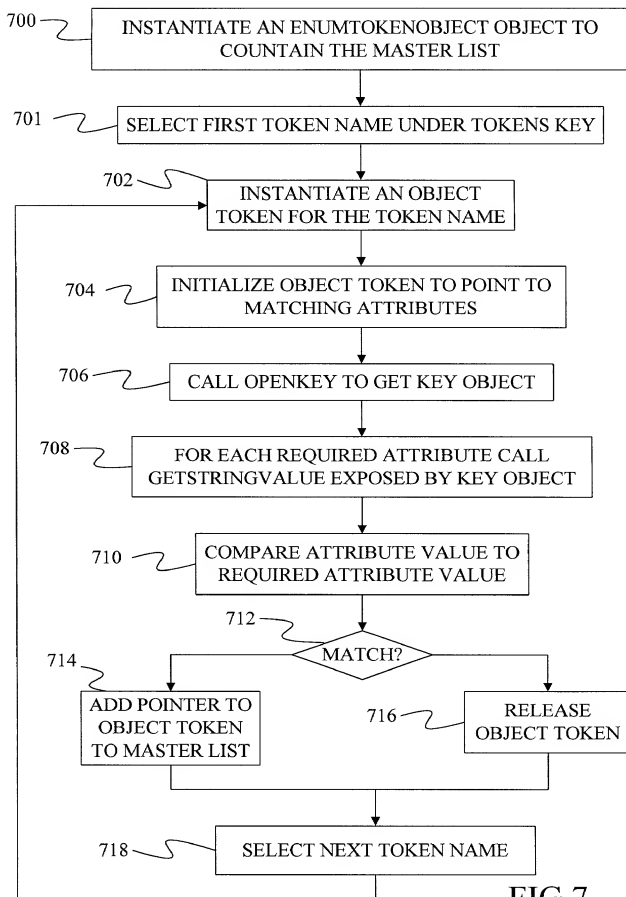 700
INSTANTIATE AN ENUMTOKENOBJECT OBJECT TO
COUNTAIN THE MASTER LIST
701
SELECT FIRST TOKEN NAME UNDER TOKENS KEY
702
INSTANTIATE AN OBJECT
TOKEN FOR THE TOKEN NAME
704
INITIALIZE OBJECT TOKEN TO POINT TO
MATCHING ATTRIBUTES
706
CALL OPENKEY TO GET KEY OBJECT
708
FOR EACH REQUIRED ATTRIBUTE CALL
GETSTRINGVALUE EXPOSED BY KEY OBJECT
710
COMPARE ATTRIBUTE VALUE TO
REQUIRED ATTRIBUTE VALUE
712
MATCH?
714
ADD POINTER TO
OBJECT TOKEN
TO MASTER LIST
716
RELEASE
OBJECT TOKEN
718
SELECT NEXT TOKEN NAME
FIG 7